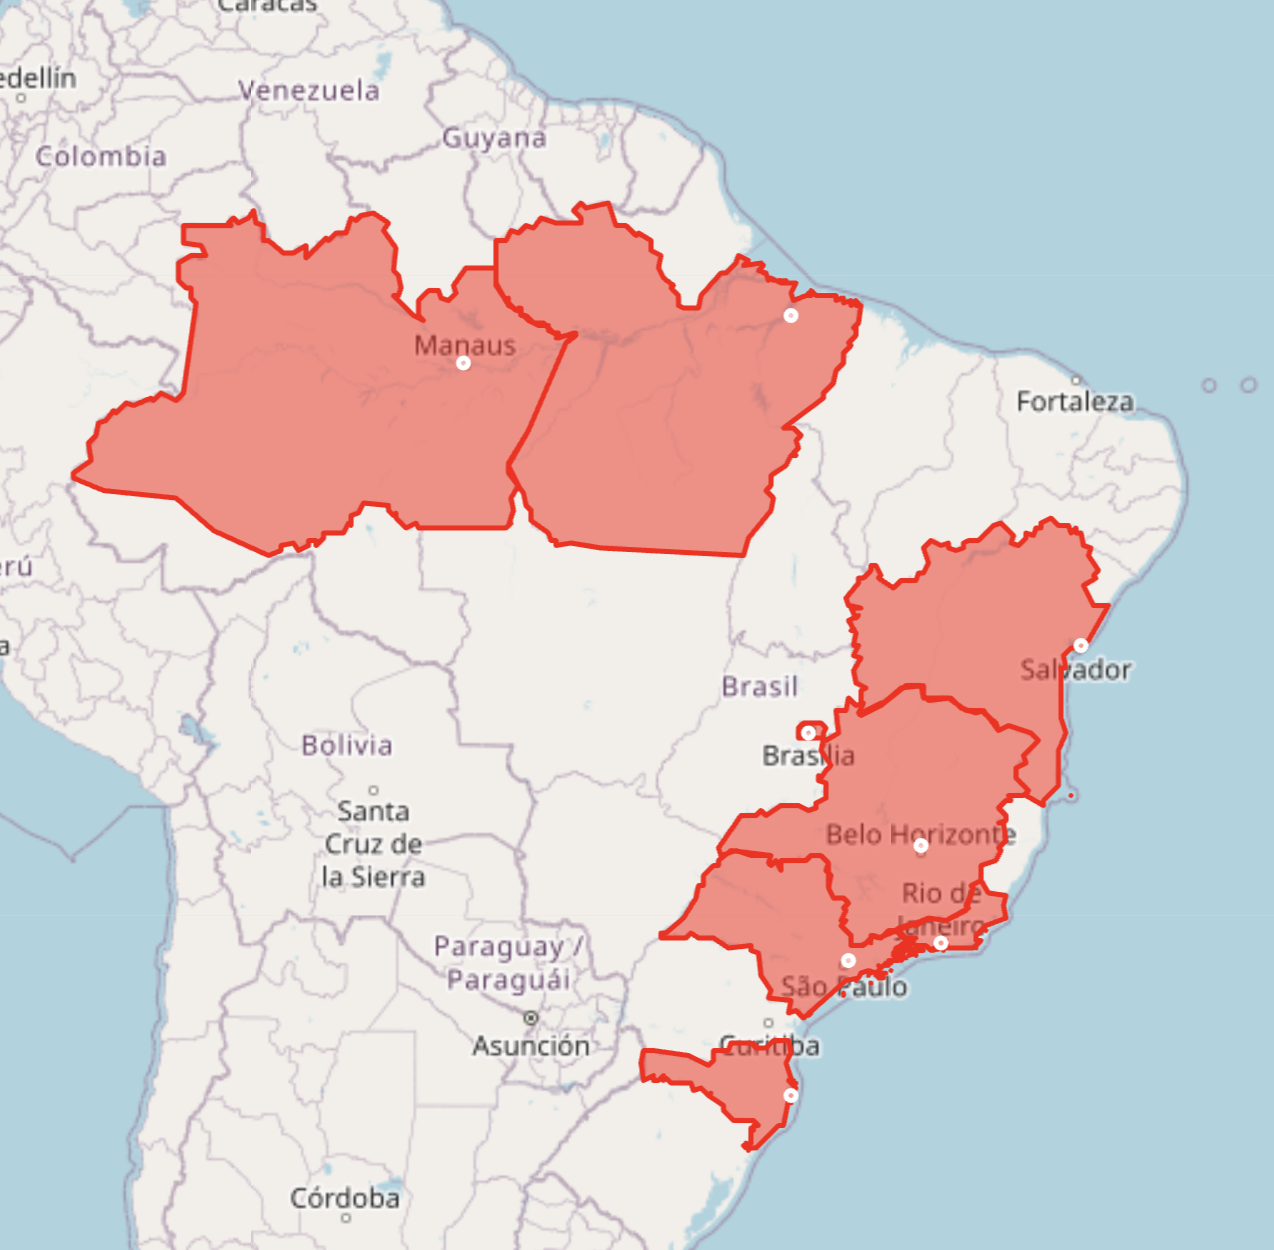 Caracas
edellín
Venezuela
Guyana
Colombia
Manaus
Fortaleza
erú
a
Salvador
Brasil
Bolivia
Brasília
Santa
Cruz de
la Sierra
Belo Horizonte
Rio de
Janeiro
Paraguay /
Paraguái
São Paulo
Asunción
Curitiba
Córdoba